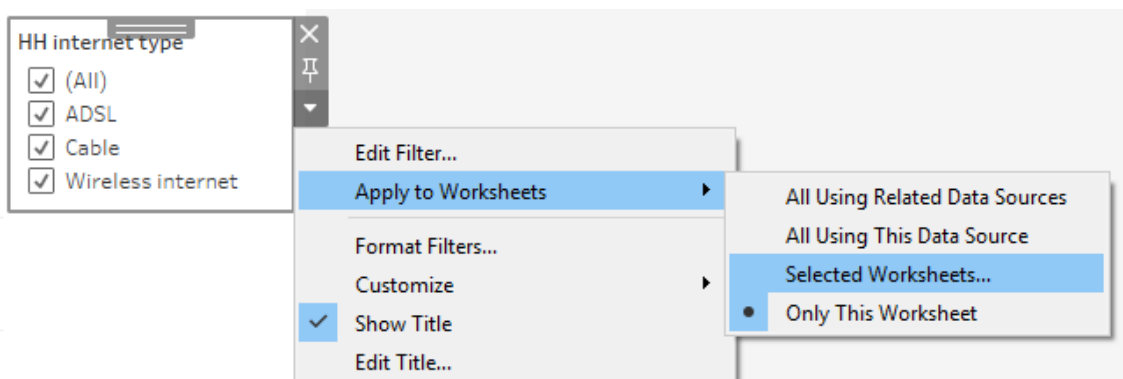 HH internet type
(All)
ADSL
Cable
Wireless internet
Edit Filter...
Apply to Worksheets
Format Filters...
Customize
Show Title
Edit Title...
All Using Related Data Sources
All Using This Data Source
Selected Worksheets...
Only This Worksheet